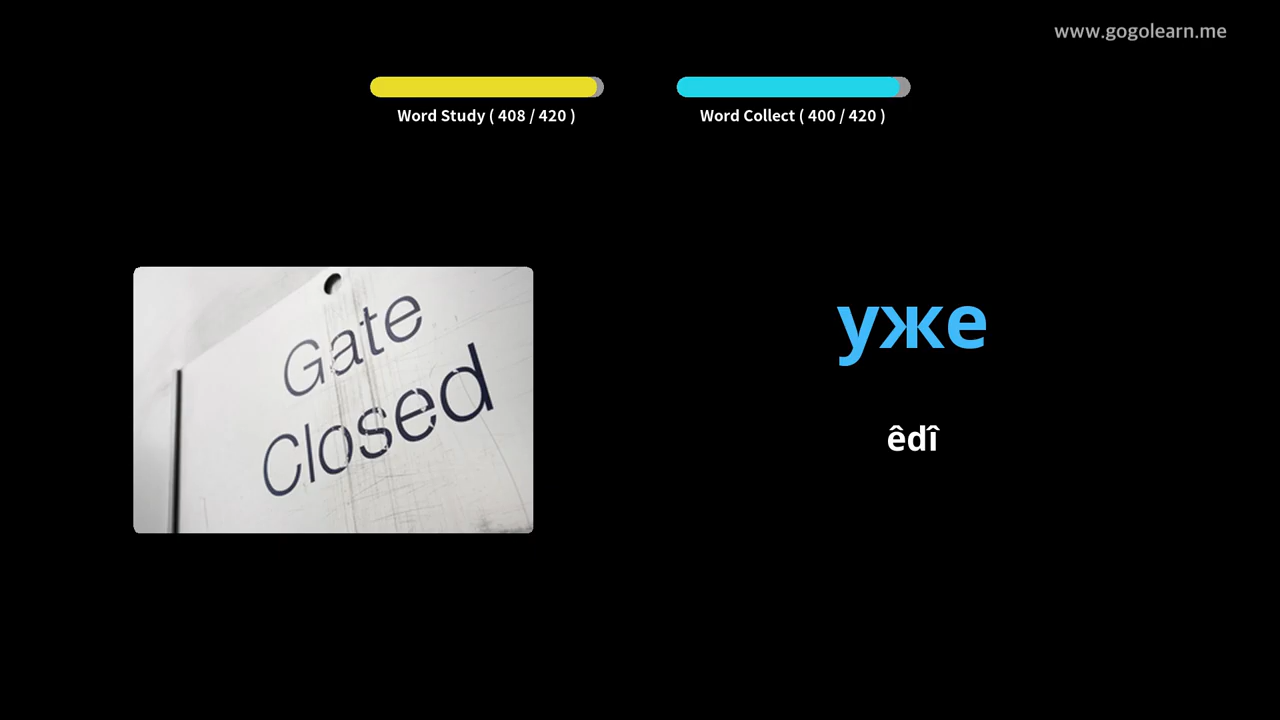 www.gogolearn.me
Word Study ( 408 / 420 )
Word Collect ( 400 / 420 )
Gate
Closed
уже
êdî